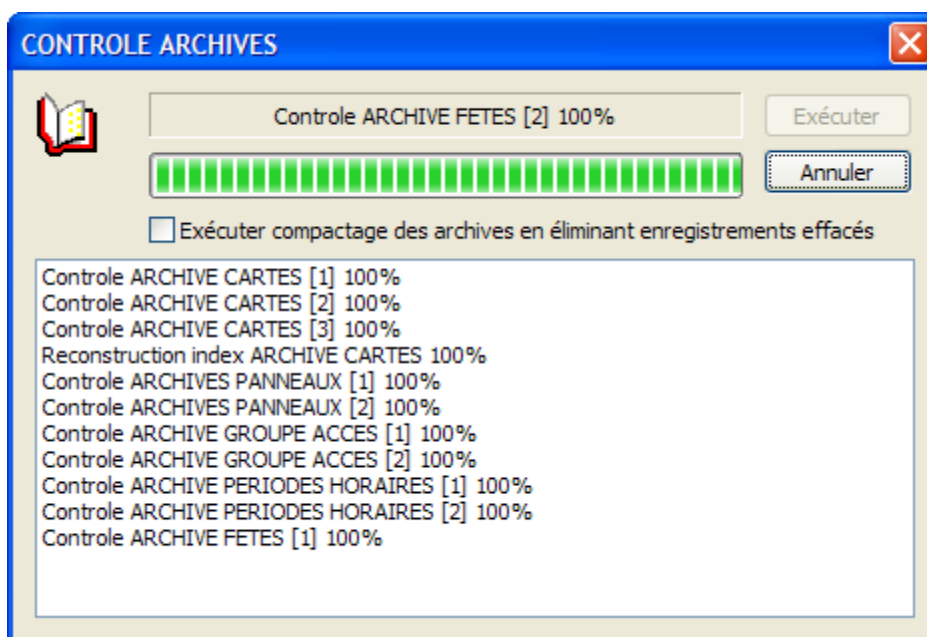 CONTROLE ARCHIVES
Controle ARCHIVE FETES [2] 100%
Exécuter
Annuler
Exécuter compactage des archives en éliminant enregistrements effacés
Controle ARCHIVE CARTES [1] 100%
Controle ARCHIVE CARTES [2] 100%
Controle ARCHIVE CARTES [3] 100%
Reconstruction index ARCHIVE CARTES 100%
Controle ARCHIVES PANNEAUX [1] 100%
Controle ARCHIVES PANNEAUX [2] 100%
Controle ARCHIVE GROUPE ACCES [1] 100%
Controle ARCHIVE GROUPE ACCES [2] 100%
Controle ARCHIVE PERIODES HORAIRES [1] 100%
Controle ARCHIVE PERIODES HORAIRES [2] 100%
Controle ARCHIVE FETES [1] 100%